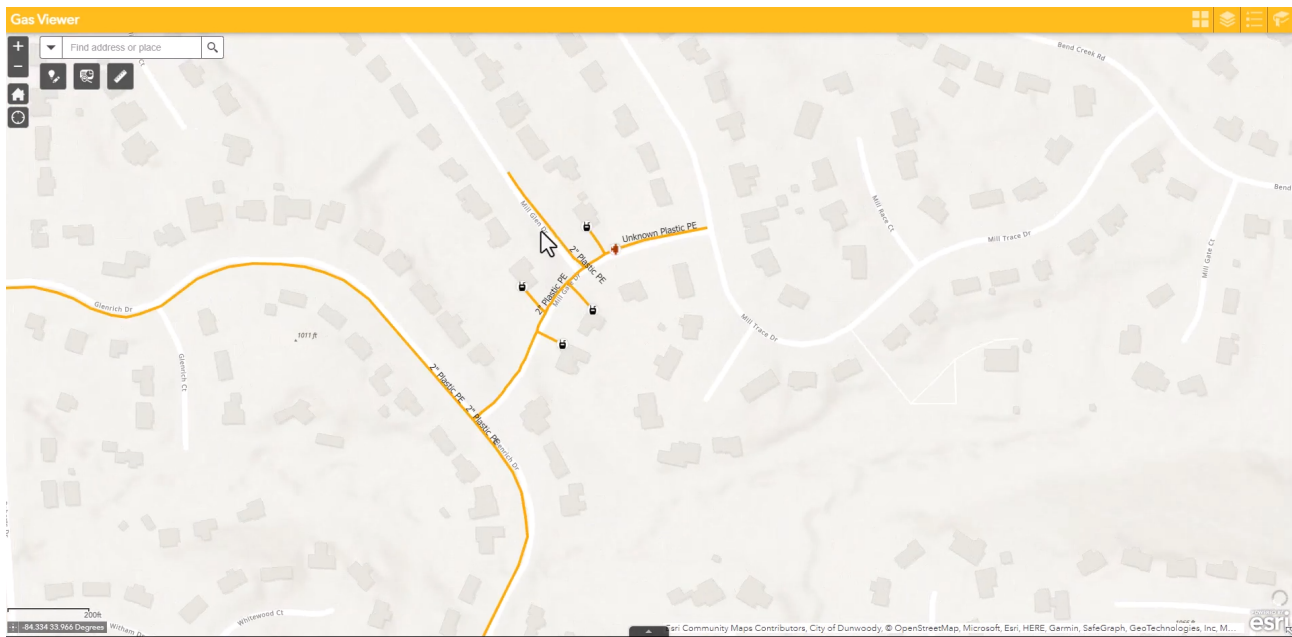 Gas Viewer
Find address or place
Bend Creek Rd
Bend
Mill Glen Dr
Unknown Plastic PE
2" Plastic PE
2" Plastic PE
Mill Race Ct
Mill Trace Dr
Mill Gate Ct
Glenrich Dr
1011 ft
Mill Trace Dr
Glenrich Ct
2" Plastic PE
2" Plastic PE
Glenrich Dr
200ft
Whitewood Ct
-84.334 33.966 Degrees
Witham D
Esri Community Maps Contributors, City of Dunwoody, © OpenStreetMap, Microsoft, Esri, HERE, Garmin, SafeGraph, GeoTechnologies, Inc, M...
POWERED BY
esri